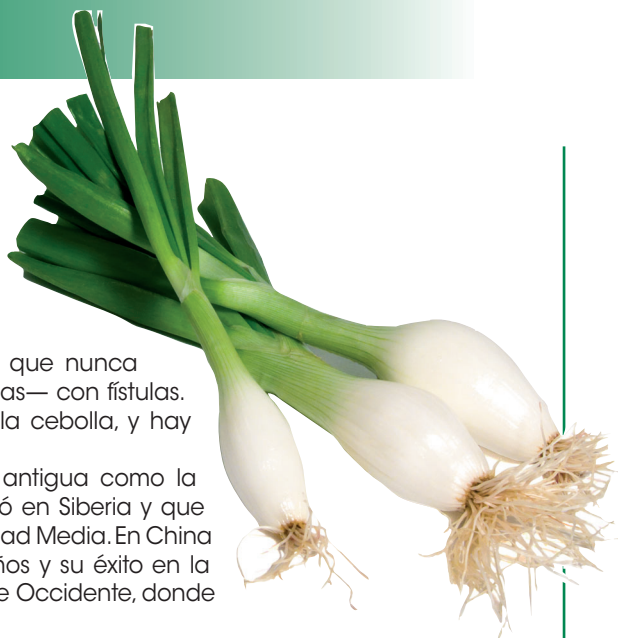 que nunca
as— con fístulas.
la cebolla, y hay
antigua como la
ó en Siberia y que
ad Media. En China
ños y su éxito en la
e Occidente, donde